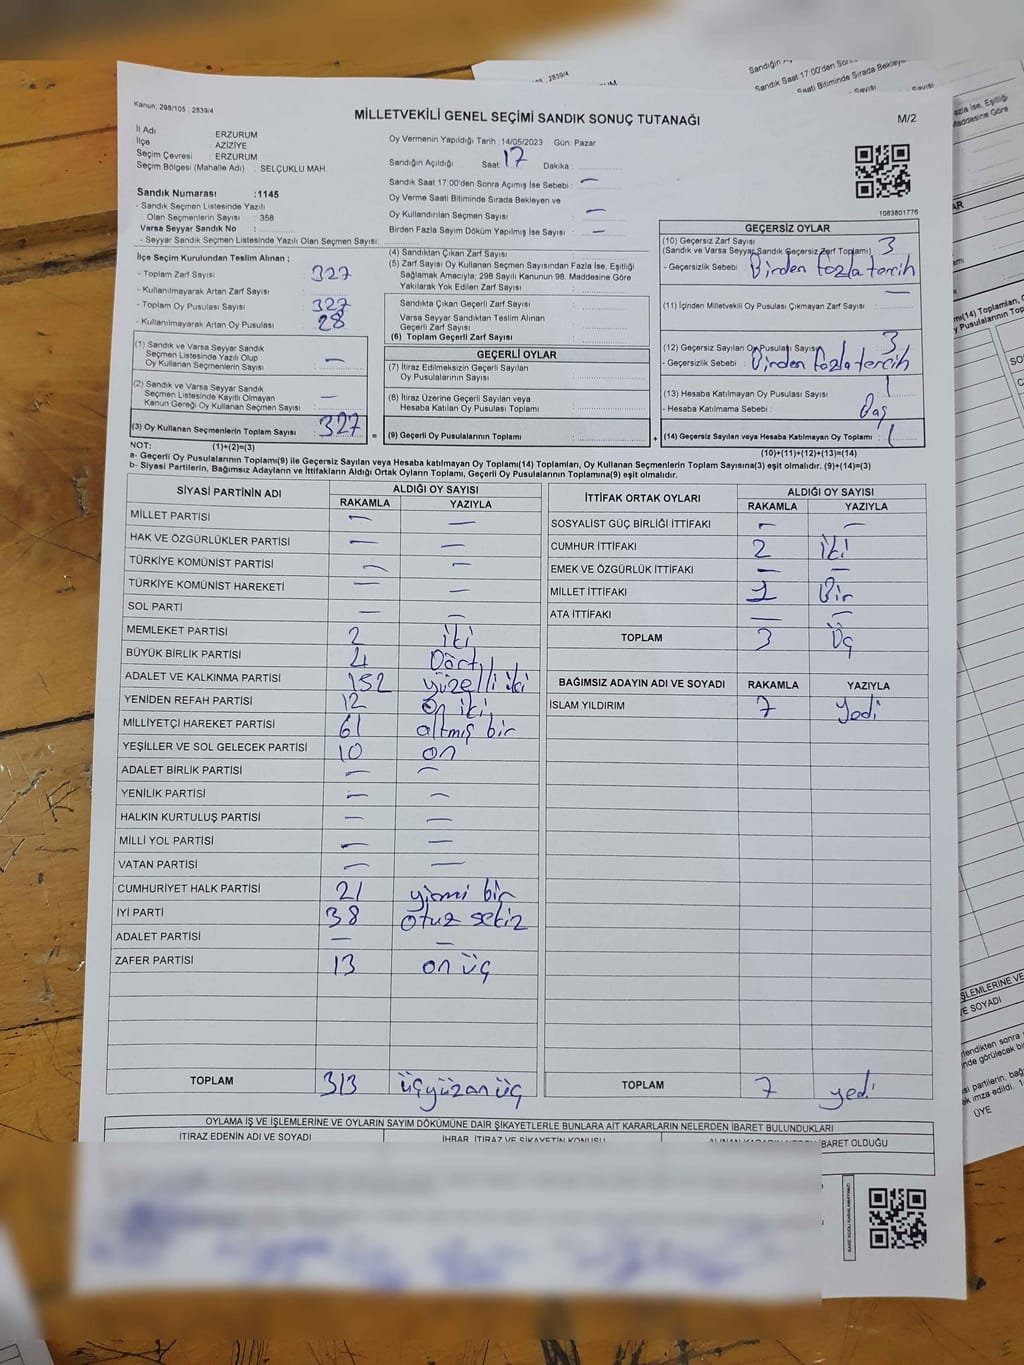 Kanun; 298/105 , 2839/4
MİLLETVEKİLİ GENEL SEÇİMİ SANDIK SONUÇ TUTANAĞI
M/2
İl Adı ERZURUM
İlçe AZİZİYE
Seçim Çevresi ERZURUM
Seçim Bölgesi (Mahalle Adı) : SELÇUKLU MAH.
Sandık Numarası :1145
- Sandık Seçmen Listesinde Yazılı
Olan Seçmenlerin Sayısı : 358
Varsa Seyyar Sandık No :
- Seyyar Sandık Seçmen Listesinde Yazılı Olan Seçmen Sayısı:
Oy Vermenin Yapıldığı Tarih :14/05/2023 Gün: Pazar
Sandığın Açıldığı Saat: 17 Dakika:
Sandık Saat 17.00'den Sonra Açımış İse Sebebi : —
Oy Verme Saati Bitiminde Sırada Bekleyen ve
Oy Kullandırılan Seçmen Sayısı : —
Birden Fazla Sayım Döküm Yapılmış İse Sayısı : —
1083801776
İlçe Seçim Kurulundan Teslim Alınan ;
- Toplam Zarf Sayısı : 327
- Kullanılmayarak Artan Zarf Sayısı :
- Toplam Oy Pusulası Sayısı : 327
- Kullanılmayarak Artan Oy Pusulası : 28
(1) Sandık ve Varsa Seyyar Sandık
Seçmen Listesinde Yazılı Olup
Oy Kullanan Seçmenlerin Sayısı : —
(2) Sandık ve Varsa Seyyar Sandık
Seçmen Listesinde Kayıtlı Olmayan
Kanun Gereği Oy Kullanan Seçmen Sayısı : —
(3) Oy Kullanan Seçmenlerin Toplam Sayısı : 327
(4) Sandıktan Çıkan Zarf Sayısı :
(5) Zarf Sayısı Oy Kullanan Seçmen Sayısından Fazla İse, Eşitliği
Sağlamak Amacıyla; 298 Sayılı Kanunun 98. Maddesine Göre
Yakılarak Yok Edilen Zarf Sayısı :
Sandıkta Çıkan Geçerli Zarf Sayısı :
Varsa Seyyar Sandıktan Teslim Alınan
Geçerli Zarf Sayısı :
(6) Toplam Geçerli Zarf Sayısı :
GEÇERLİ OYLAR
(7) İtiraz Edilmeksizin Geçerli Sayılan
Oy Pusulalarının Sayısı :
(8) İtiraz Üzerine Geçerli Sayılan veya
Hesaba Katılan Oy Pusulası Toplamı :
= (9) Geçerli Oy Pusulalarının Toplamı :
GEÇERSİZ OYLAR
(10) Geçersiz Zarf Sayısı
(Sandık ve Varsa Seyyar Sandık Geçersiz Zarf Toplamı) : 3
- Geçersizlik Sebebi : Birden fazla tercih
(11) İçinden Milletvekili Oy Pusulası Çıkmayan Zarf Sayısı : —
(12) Geçersiz Sayılan Oy Pusulası Sayısı : 3
- Geçersizlik Sebebi : Birden fazla tercih
(13) Hesaba Katılmayan Oy Pusulası Sayısı : 1
- Hesaba Katılmama Sebebi : Boş
+ (14) Geçersiz Sayılan veya Hesaba Katılmayan Oy Toplamı :
NOT: (1)+(2)=(3) (10)+(11)+(12)+(13)=(14)
a- Geçerli Oy Pusulalarının Toplamı(9) ile Geçersiz Sayılan veya Hesaba katılmayan Oy Toplamı(14) Toplamları, Oy Kullanan Seçmenlerin Toplam Sayısına(3) eşit olmalıdır. (9)+(14)=(3)
b- Siyasi Partilerin, Bağımsız Adayların ve İttifakların Aldığı Ortak Oyların Toplamı, Geçerli Oy Pusulalarının Toplamına(9) eşit olmalıdır.
SİYASİ PARTİNİN ADI ALDIĞI OY SAYISI
RAKAMLA YAZIYLA
MİLLET PARTİSİ — —
HAK VE ÖZGÜRLÜKLER PARTİSİ — —
TÜRKİYE KOMÜNİST PARTİSİ — —
TÜRKİYE KOMÜNİST HAREKETİ — —
SOL PARTİ — —
MEMLEKET PARTİSİ 2 iki
BÜYÜK BİRLİK PARTİSİ 4 Dört
ADALET VE KALKINMA PARTİSİ 152 yüzelli iki
YENİDEN REFAH PARTİSİ 12 on iki
MİLLİYETÇİ HAREKET PARTİSİ 61 altmış bir
YEŞİLLER VE SOL GELECEK PARTİSİ 10 on
ADALET BİRLİK PARTİSİ — —
YENİLİK PARTİSİ — —
HALKIN KURTULUŞ PARTİSİ — —
MİLLİ YOL PARTİSİ — —
VATAN PARTİSİ — —
CUMHURİYET HALK PARTİSİ 21 yirmi bir
İYİ PARTİ 38 otuz sekiz
ADALET PARTİSİ — —
ZAFER PARTİSİ 13 on üç
TOPLAM 313 üçyüzonüç
İTTİFAK ORTAK OYLARI ALDIĞI OY SAYISI
RAKAMLA YAZIYLA
SOSYALİST GÜÇ BİRLİĞİ İTTİFAKI — —
CUMHUR İTTİFAKI 2 iki
EMEK VE ÖZGÜRLÜK İTTİFAKI — —
MİLLET İTTİFAKI 1 Bir
ATA İTTİFAKI — —
TOPLAM 3 Üç
BAĞIMSIZ ADAYIN ADI VE SOYADI RAKAMLA YAZIYLA
İSLAM YILDIRIM 7 yedi
TOPLAM 7 yedi
OYLAMA İŞ VE İŞLEMLERİNE VE OYLARIN SAYIM DÖKÜMÜNE DAİR ŞİKAYETLERLE BUNLARA AİT KARARLARIN NELERDEN İBARET BULUNDUKLARI
İTİRAZ EDENİN ADI VE SOYADI İHBAR, İTİRAZ VE ŞİKAYETİN KONUSU BARET OLDUĞU